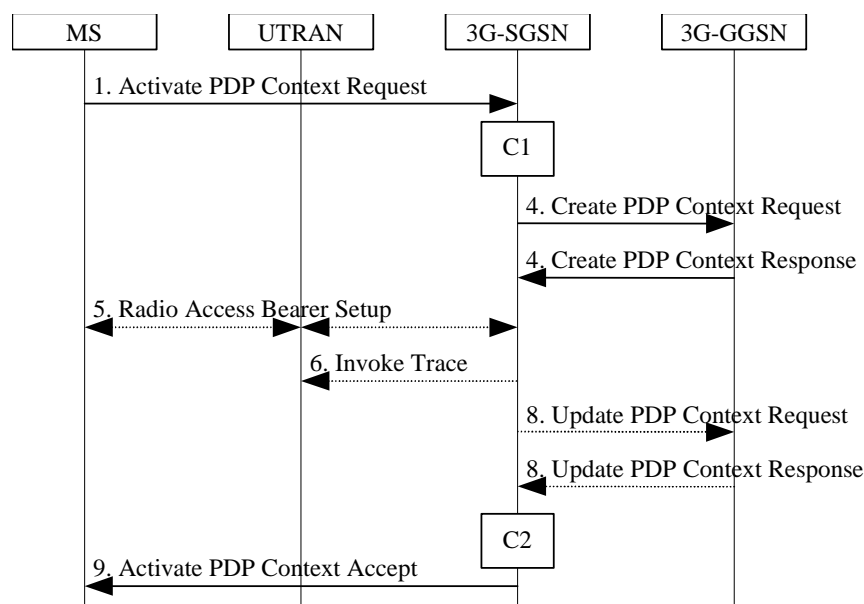 MS UTRAN 3G-SGSN 3G-GGSN
1. Activate PDP Context Request
C1
4. Create PDP Context Request
4. Create PDP Context Response
5. Radio Access Bearer Setup
6. Invoke Trace
8. Update PDP Context Request
8. Update PDP Context Response
C2
9. Activate PDP Context Accept